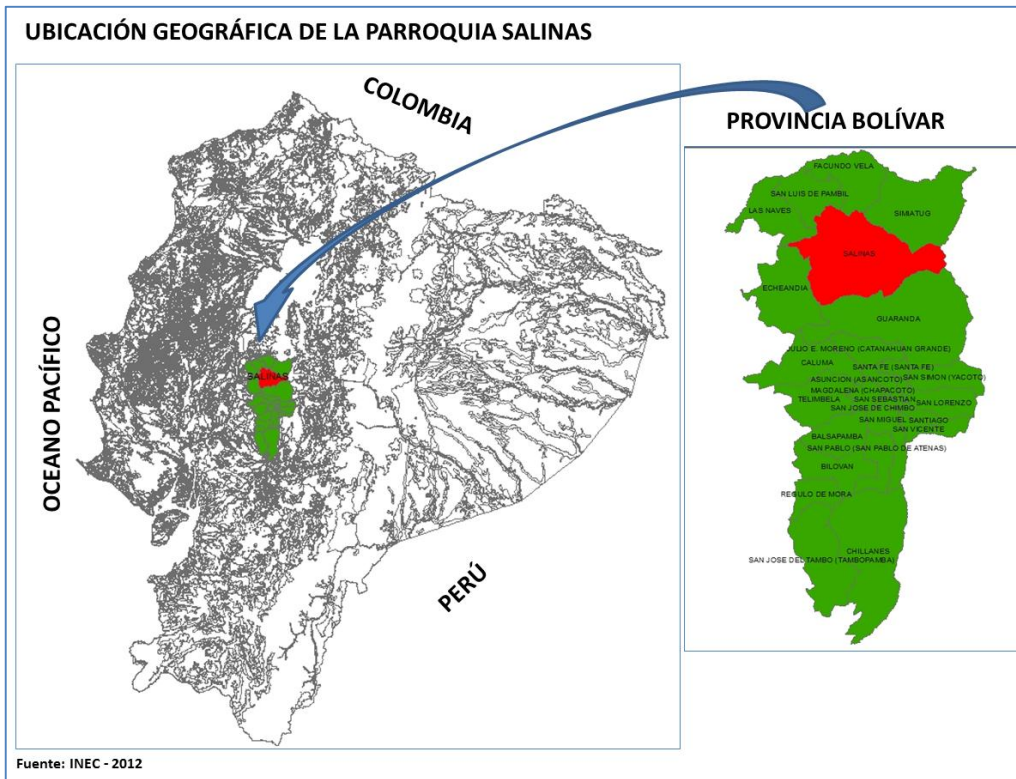 UBICACIÓN GEOGRÁFICA DE LA PARROQUIA SALINAS
COLOMBIA
OCEANO PACÍFICO
SALINAS
PERÚ
PROVINCIA BOLÍVAR
FACUNDO VELA
SAN LUIS DE PAMBIL
LAS NAVES
SIMIATUG
SALINAS
ECHEANDIA
GUARANDA
JULIO E. MORENO (CATANAHUAN GRANDE)
CALUMA
SANTA FE (SANTA FE)
ASUNCION (ASANCOTO)
SAN SIMON (YACOTO)
MAGDALENA (CHAPACOTO)
TELIMBELA
SAN SEBASTIAN
SAN LORENZO
SAN JOSE DE CHIMBO
SAN MIGUEL
SANTIAGO
SAN VICENTE
BALSAPAMBA
SAN PABLO (SAN PABLO DE ATENAS)
BILOVAN
REGULO DE MORA
CHILLANES
SAN JOSE DEL TAMBO (TAMBOPAMBA)
Fuente: INEC - 2012